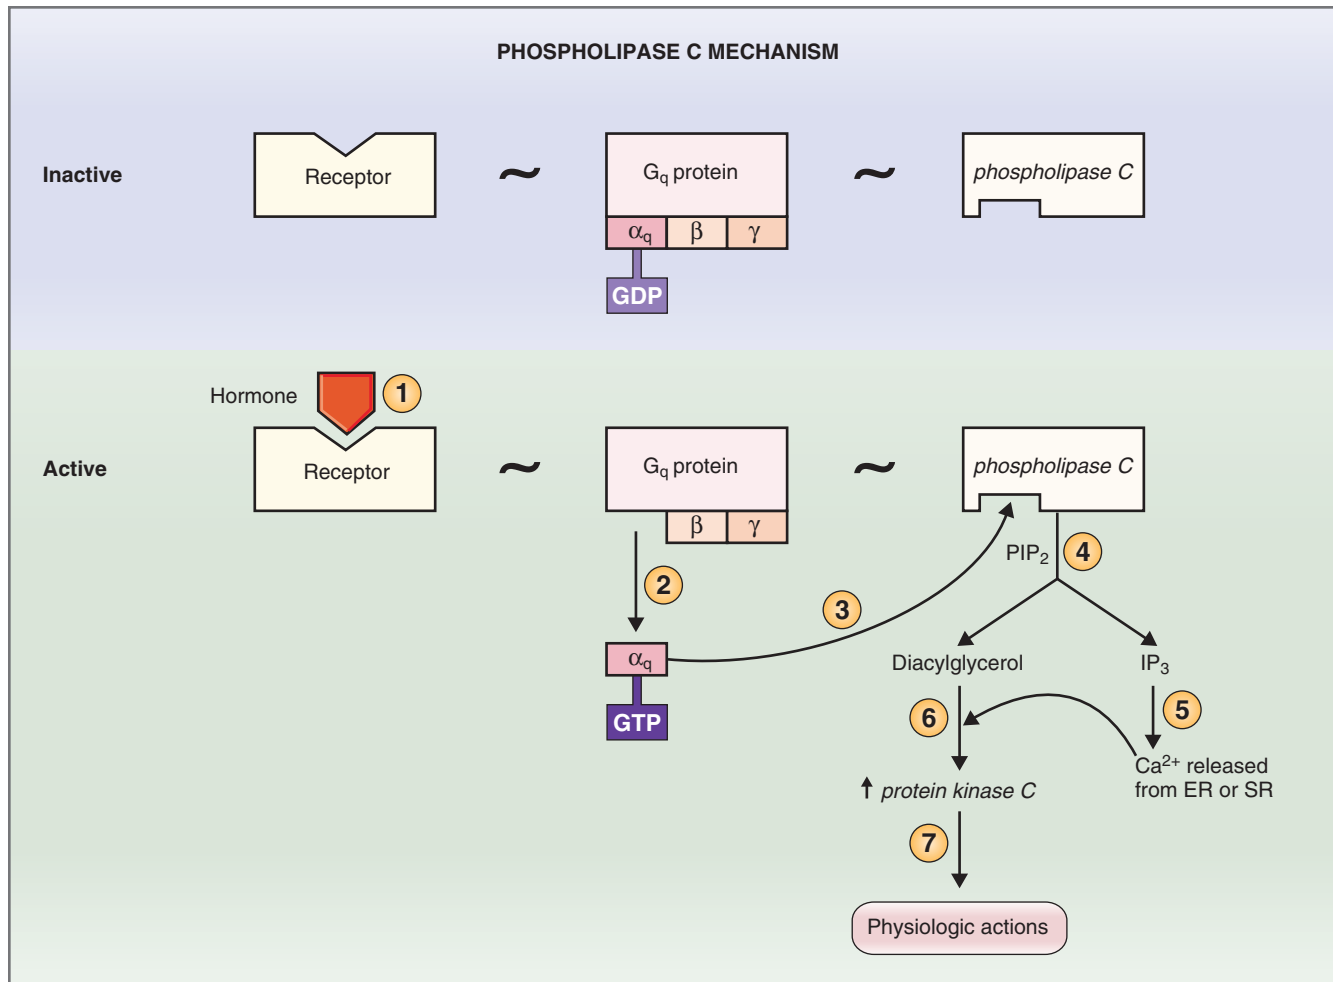 PHOSPHOLIPASE C MECHANISM
Inactive
Receptor
~
Gq protein
~
phospholipase C
αq
β
γ
GDP
Hormone
1
Active
Receptor
~
Gq protein
~
phospholipase C
β
γ
PIP2
4
2
3
αq
GTP
Diacylglycerol
IP3
6
5
Ca2+ released
from ER or SR
↑ protein kinase C
7
Physiologic actions